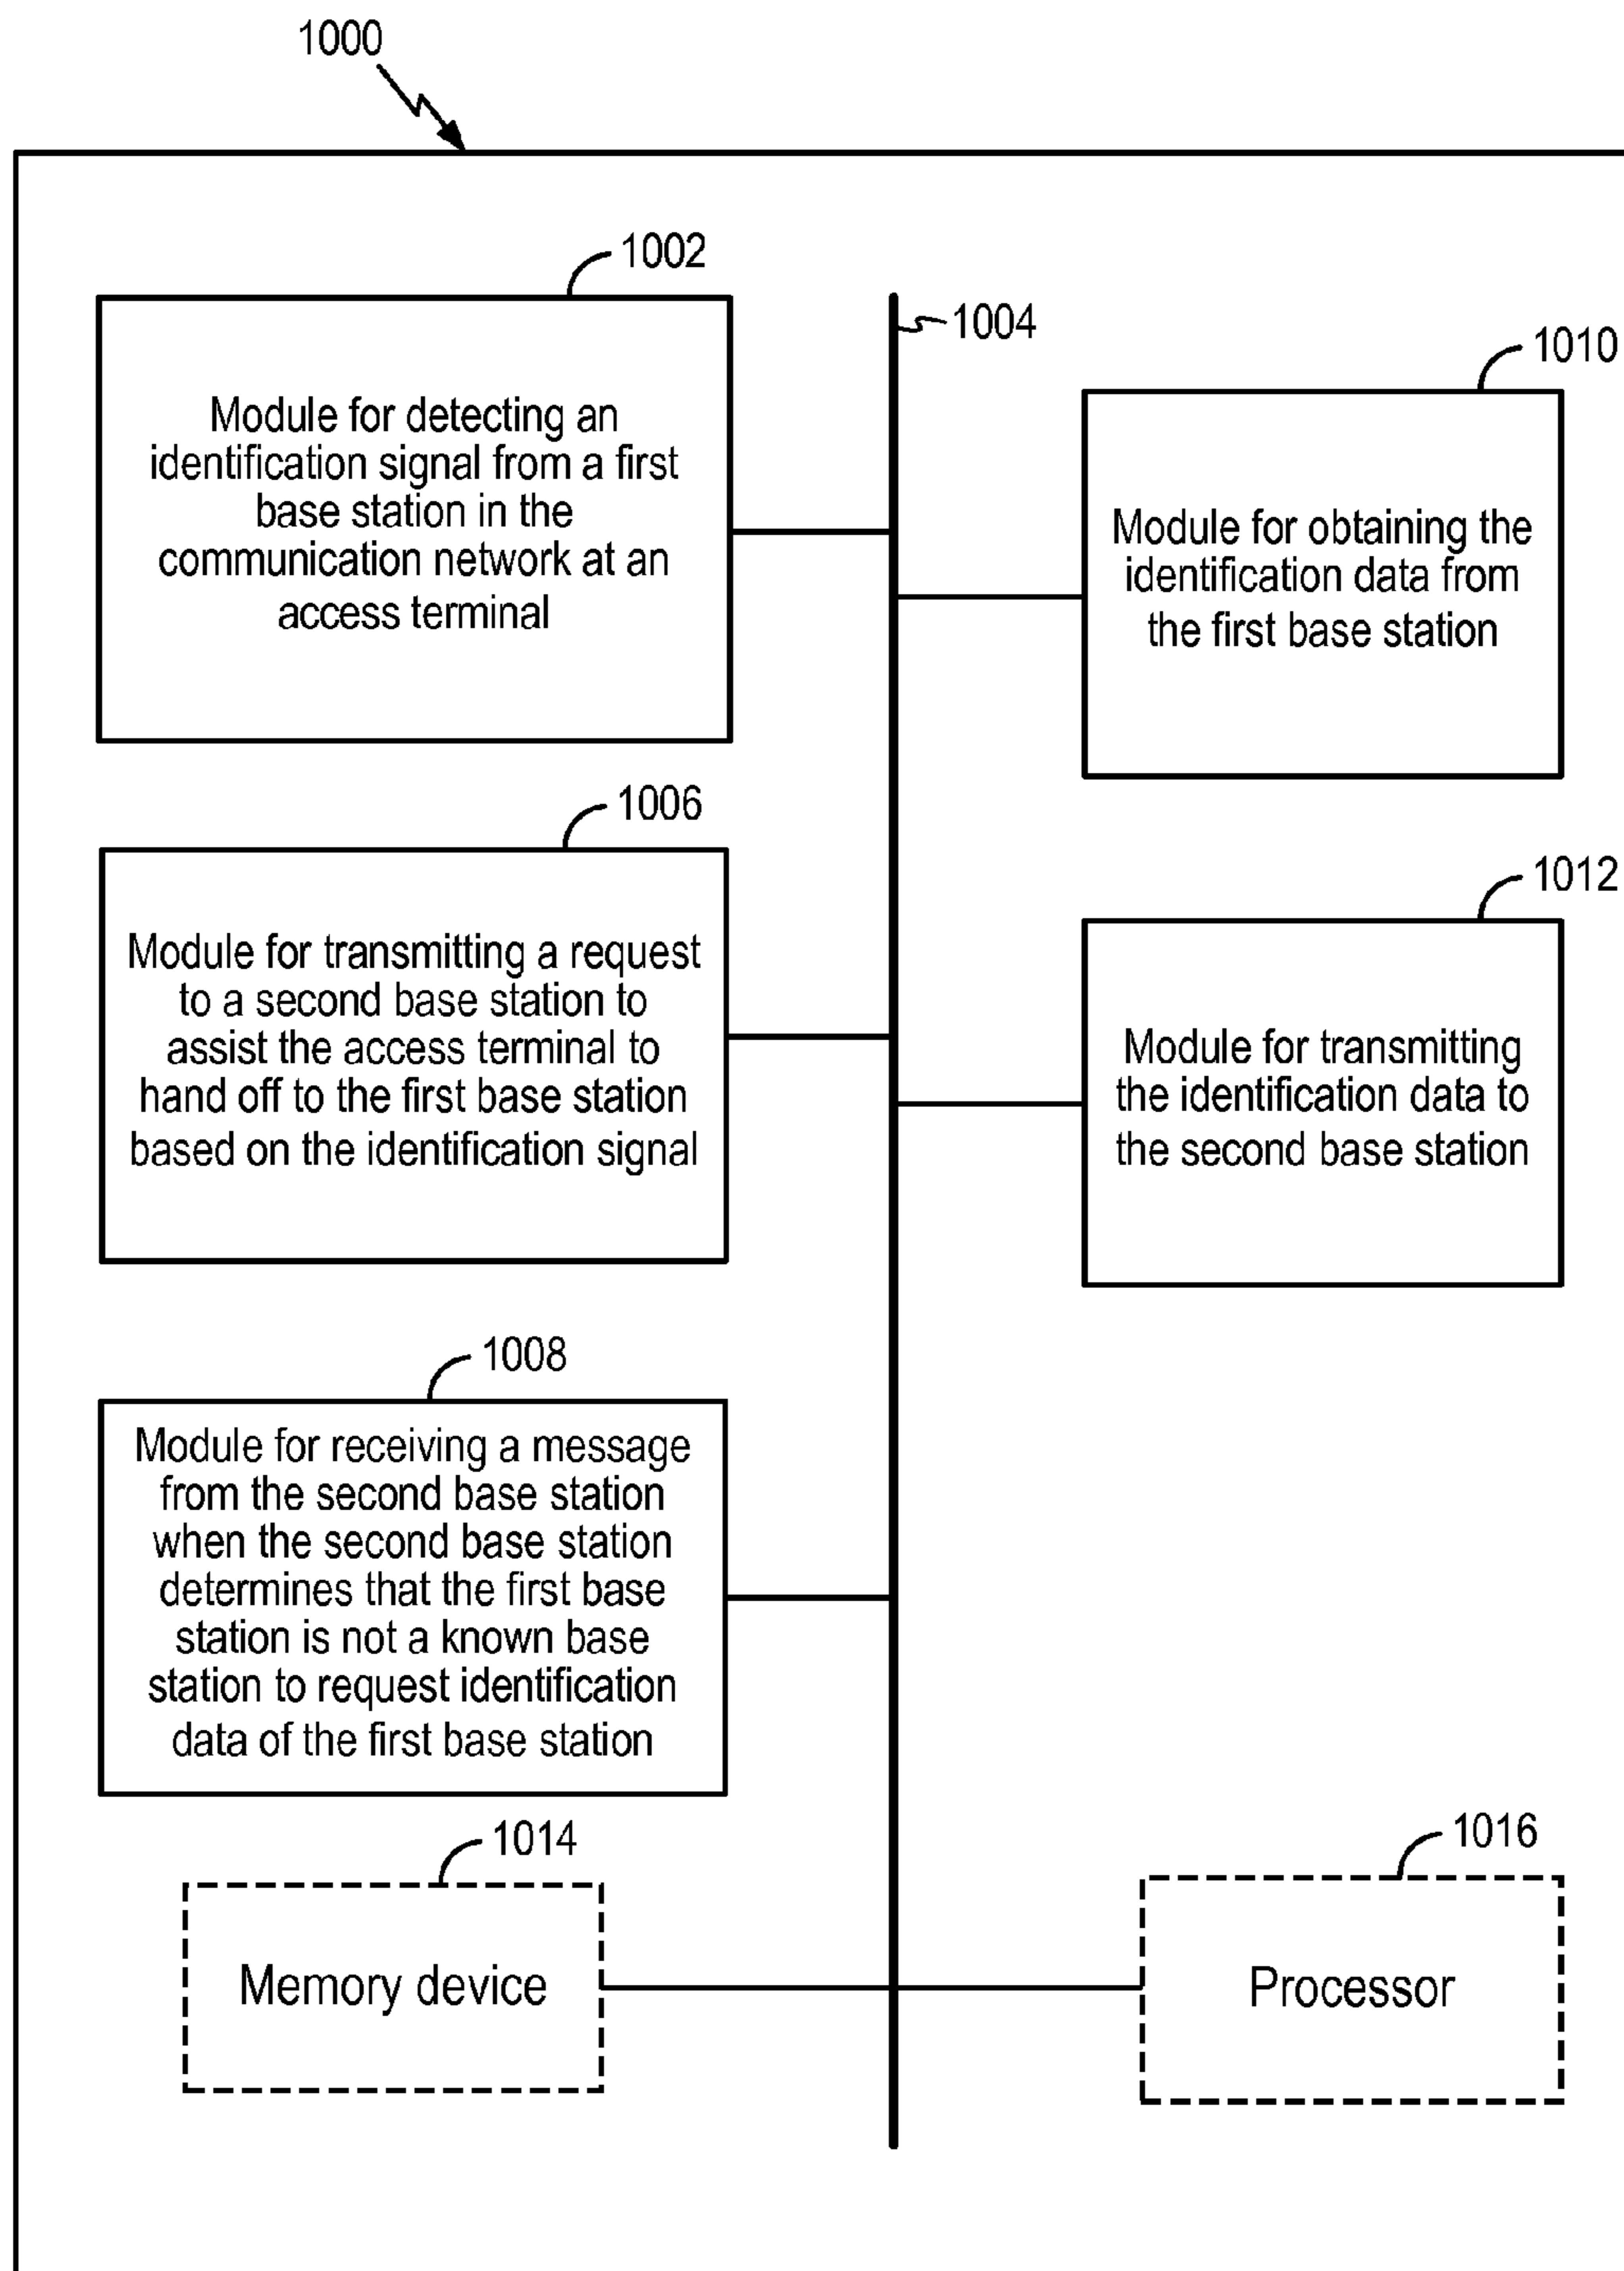 1000
1002
Module for detecting an
identification signal from a first
base station in the
communication network at an
access terminal
1004
1010
Module for obtaining the
identification data from
the first base station
1006
Module for transmitting a request
to a second base station to
assist the access terminal to
hand off to the first base station
based on the identification signal
1012
Module for transmitting
the identification data to
the second base station
1008
Module for receiving a message
from the second base station
when the second base station
determines that the first base
station is not a known base
station to request identification
data of the first base station
1014
Memory device
1016
Processor